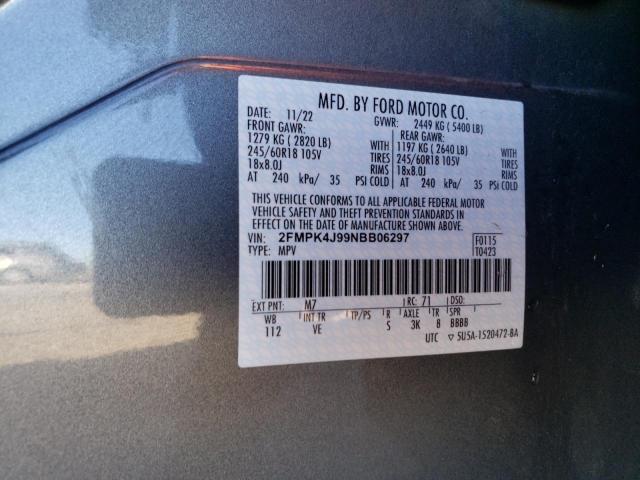 MFD. BY FORD MOTOR CO.
DATE: 11/22 GVWR: 2449 KG ( 5400 LB)
FRONT GAWR: REAR GAWR:
1279 KG ( 2820 LB) WITH 1197 KG ( 2640 LB) WITH
245/60R18 105V TIRES 245/60R18 105V TIRES
18x8.0J RIMS 18x8.0J RIMS
AT 240 kPa/ 35 PSI COLD AT 240 kPa/ 35 PSI COLD
THIS VEHICLE CONFORMS TO ALL APPLICABLE FEDERAL MOTOR
VEHICLE SAFETY AND THEFT PREVENTION STANDARDS IN
EFFECT ON THE DATE OF MANUFACTURE SHOWN ABOVE.
VIN: 2FMPK4J99NBB06297 F0115
TYPE: MPV T0423
EXT PNT: M7 RC: 71 DSO:
WB INT TR TP/PS R AXLE TR SPR
112 VE S 3K 8 BBBB
UTC ▽ 5U5A-1520472-BA